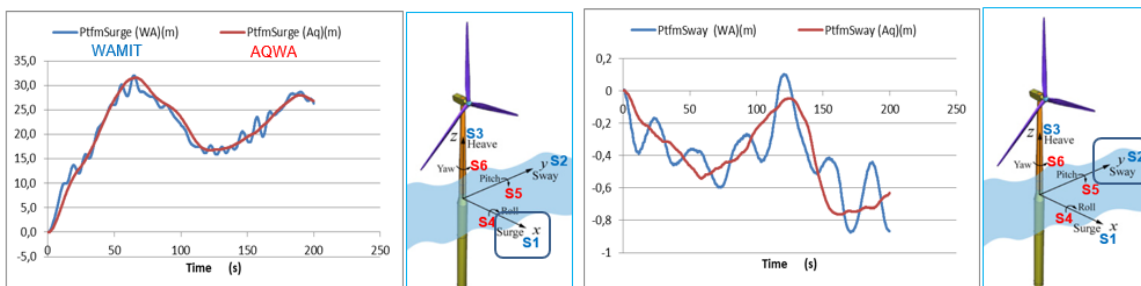 PtfmSurge (WA)(m) PtfmSurge (Aq)(m)
WAMIT AQWA
35,0
30,0
25,0
20,0
15,0
10,0
5,0
0,0
5,0
0 50 100 150 200 250
Time (s)
S3
z
Heave
Yaw S6
y S2
Sway
Pitch
S5
Roll
S4
Surge x
S1
PtfmSway (WA)(m) PtfmSway (Aq)(m)
0,2
0
-0,2
-0,4
-0,6
-0,8
-1
0 50 100 150 200 250
Time (s)
S3
z
Heave
Yaw S6
y S2
Sway
Pitch
S5
Roll
S4
Surge x
S1